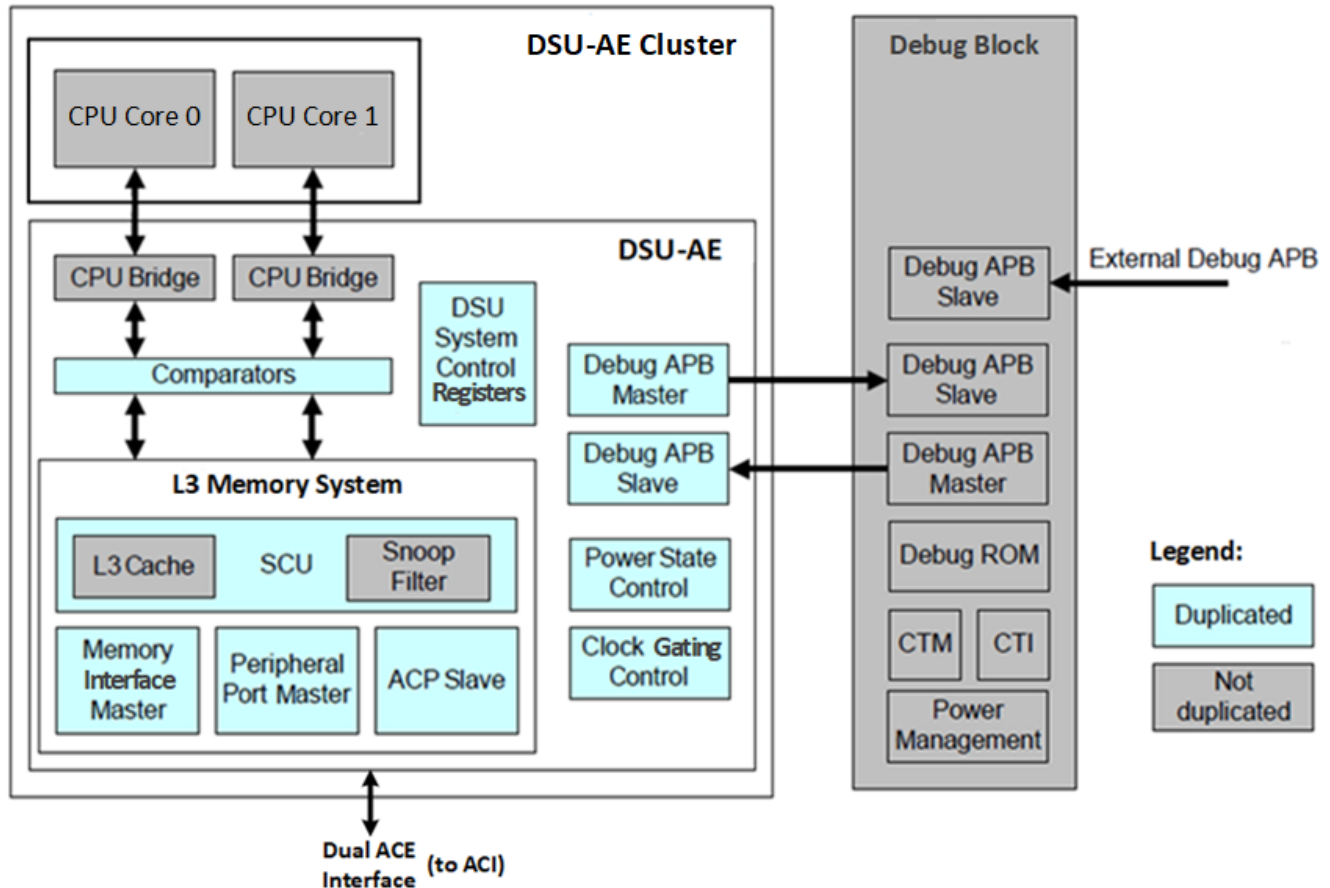 DSU-AE Cluster
CPU Core 0
CPU Core 1
DSU-AE
CPU Bridge
CPU Bridge
DSU
System
Control
Registers
Comparators
Debug APB
Master
Debug APB
Slave
L3 Memory System
L3 Cache
SCU
Snoop
Filter
Power State
Control
Memory
Interface
Master
Peripheral
Port Master
ACP Slave
Clock Gating
Control
Dual ACE
Interface
(to ACI)
Debug Block
Debug APB
Slave
External Debug APB
Debug APB
Slave
Debug APB
Master
Debug ROM
CTM
CTI
Power
Management
Legend:
Duplicated
Not
duplicated